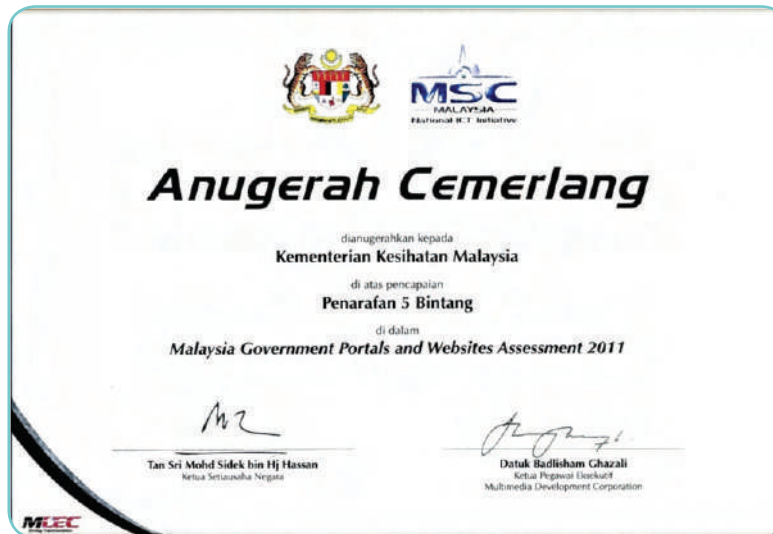 MSC
MALAYSIA
National ICT Initiative
Anugerah Cemerlang
dianugerahkan kepada
Kementerian Kesihatan Malaysia
di atas pencapaian
Penarafan 5 Bintang
di dalam
Malaysia Government Portals and Websites Assessment 2011
Tan Sri Mohd Sidek bin Hj Hassan
Ketua Setiausaha Negara
Datuk Badlisham Ghazali
Ketua Pegawai Eksekutif
Multimedia Development Corporation